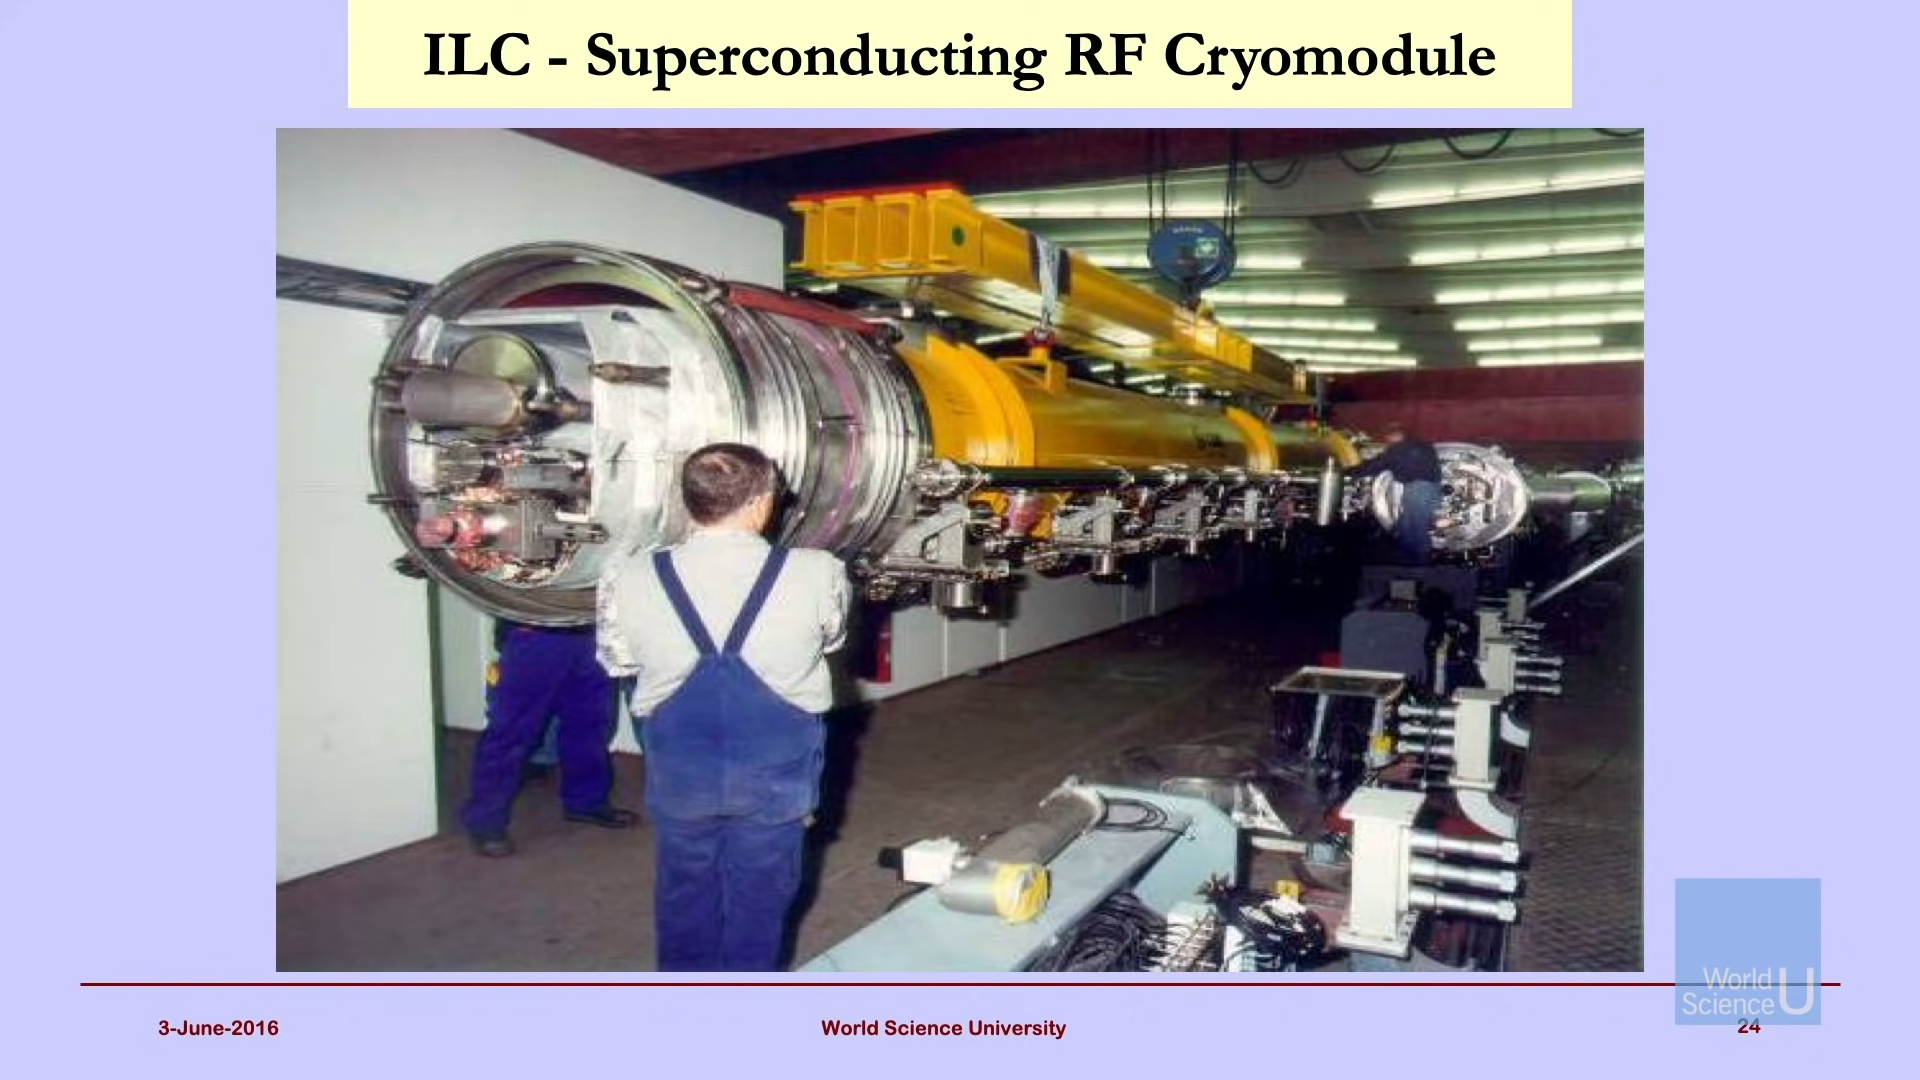 ILC - Superconducting RF Cryomodule
3-June-2016
World Science University
World
Science U
24